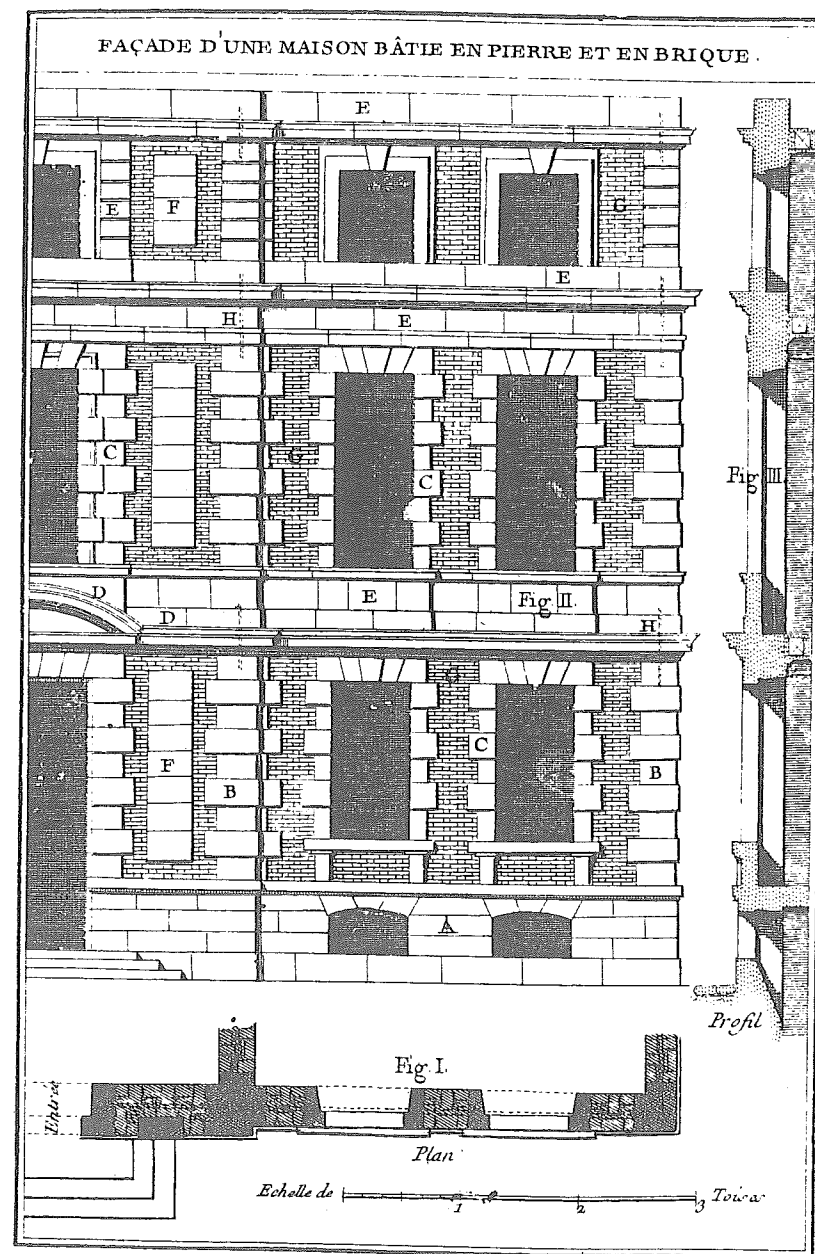 FAÇADE D'UNE MAISON BÂTIE EN PIERRE ET EN BRIQUE.
E
E
F
G
E
H
E
C
G
C
Fig III.
D
D
E
Fig. II.
H
G
F
B
C
B
A
Profil
Fig. I.
Entrée
Plan
Echelle de
1
2
3
Toises